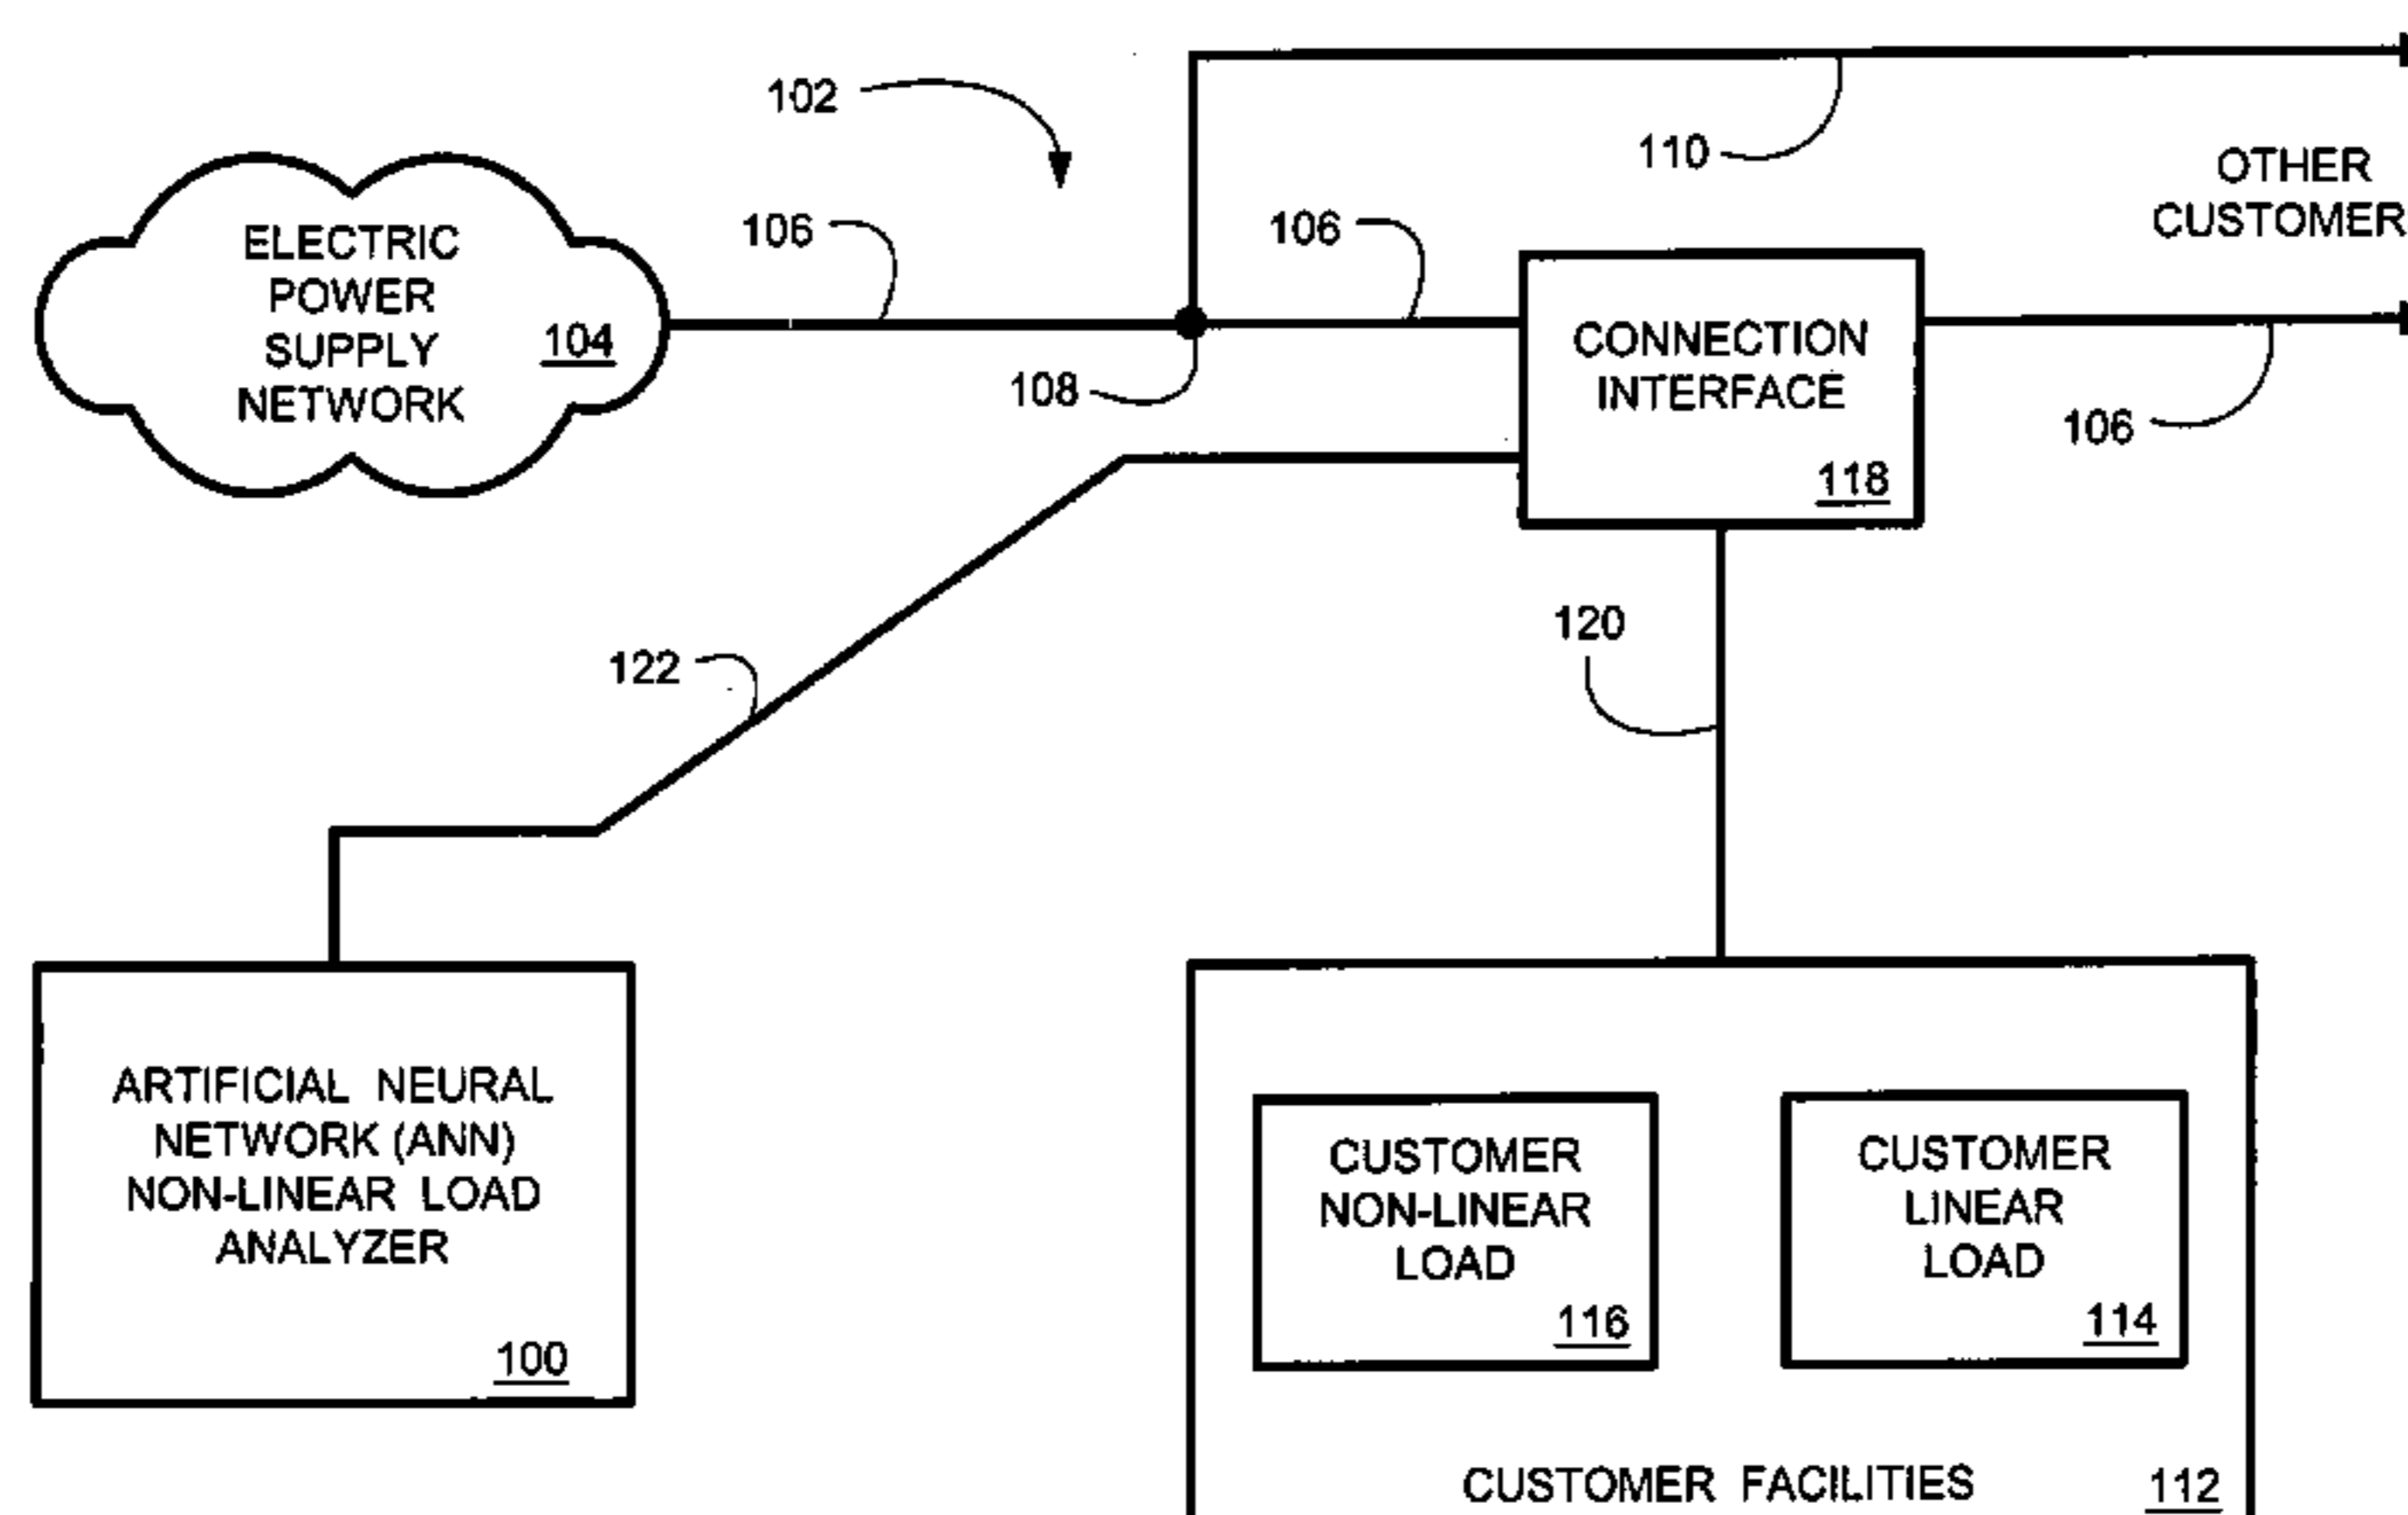 102
110
OTHER
CUSTOMER
106
106
ELECTRIC
POWER
SUPPLY
NETWORK
104
CONNECTION
INTERFACE
118
108
106
122
120
ARTIFICIAL NEURAL
NETWORK (ANN)
NON-LINEAR LOAD
ANALYZER
100
CUSTOMER
NON-LINEAR
LOAD
116
CUSTOMER
LINEAR
LOAD
114
CUSTOMER FACILITIES
112